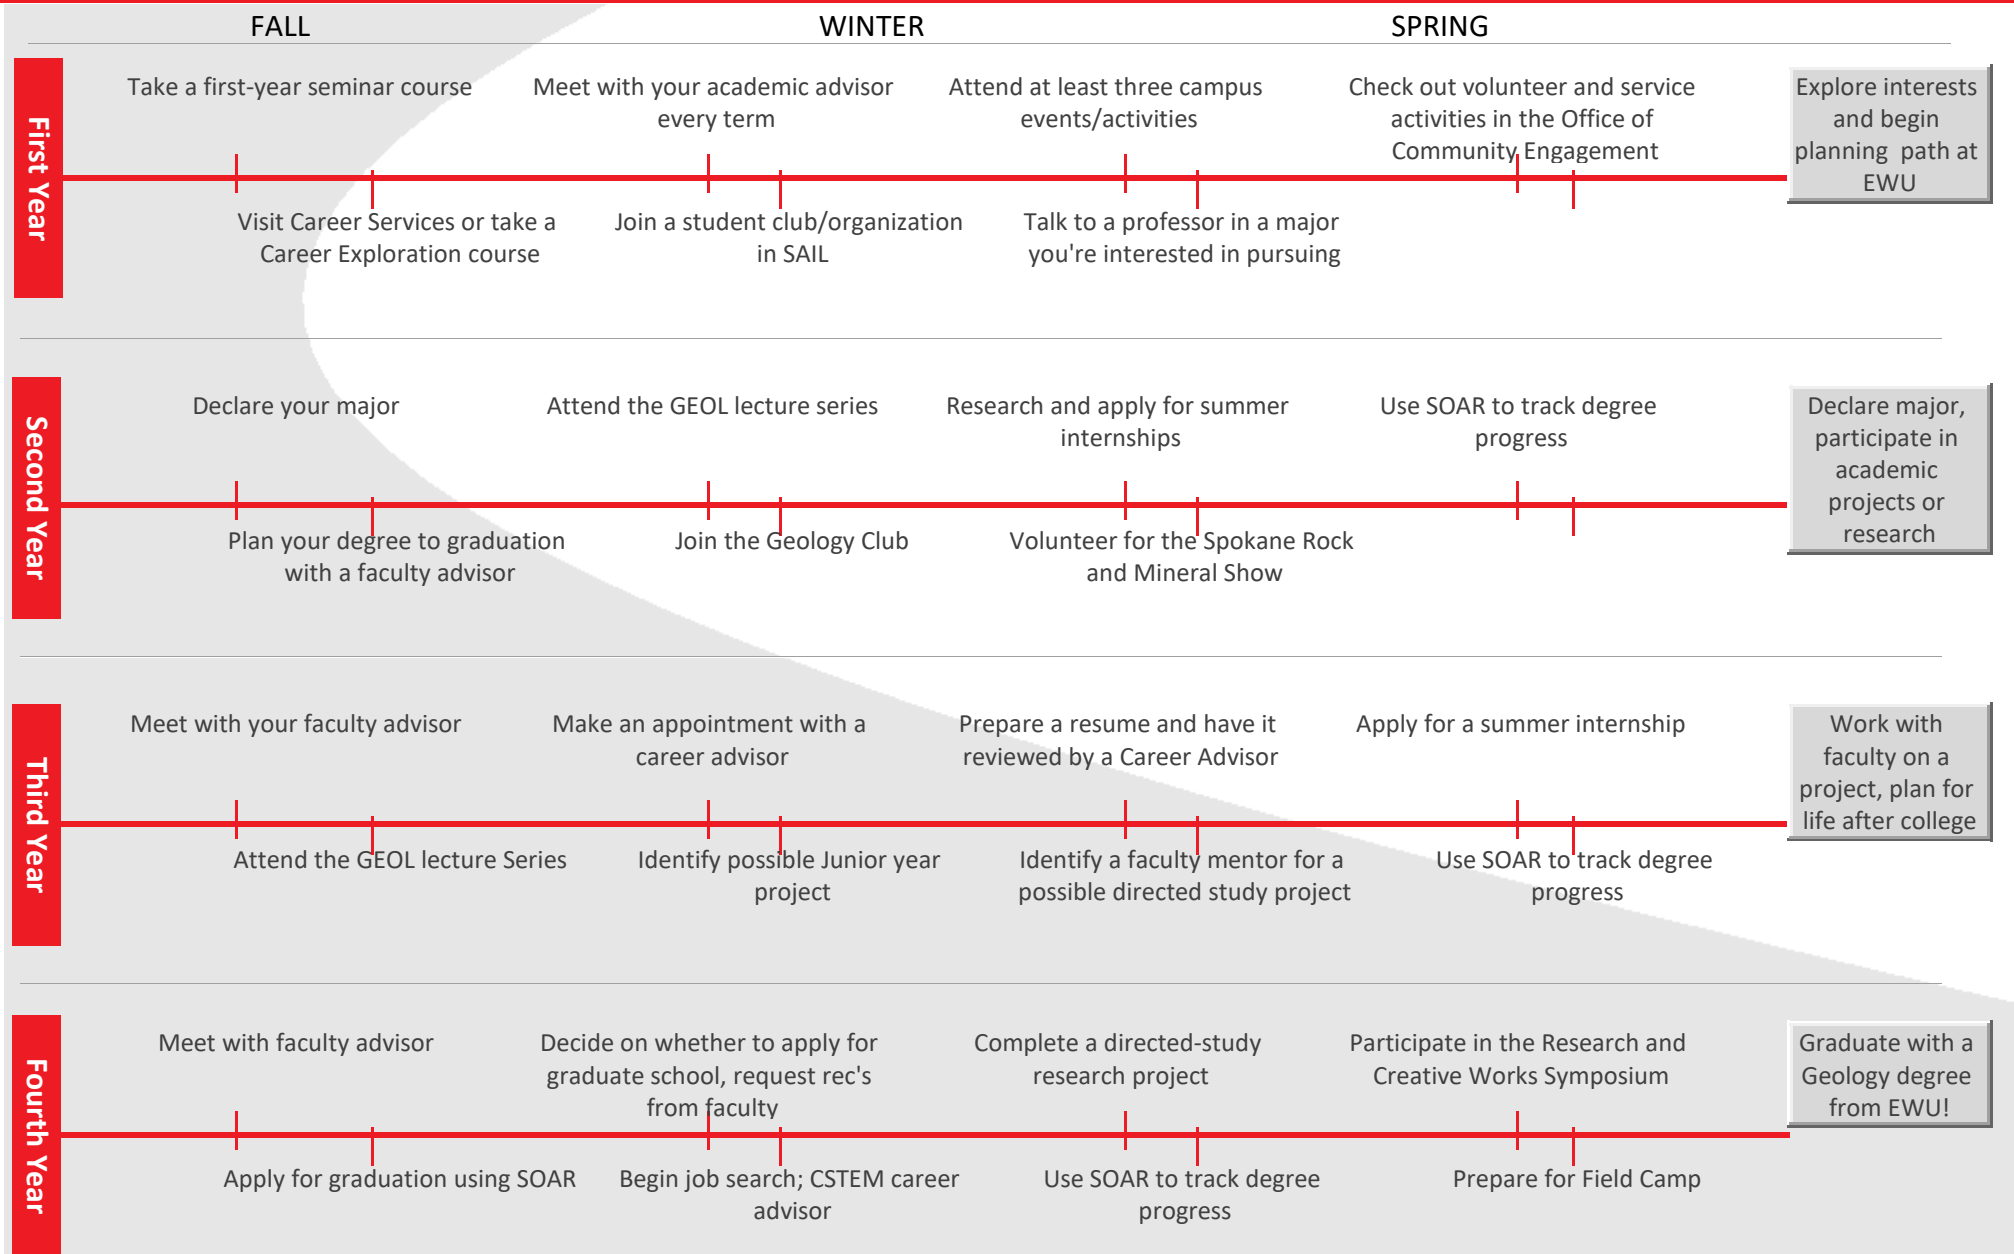 FALL
WINTER
SPRING
First Year
Take a first-year seminar course
Meet with your academic advisor
every term
Attend at least three campus
events/activities
Check out volunteer and service
activities in the Office of
Community Engagement
Visit Career Services or take a
Career Exploration course
Join a student club/organization
in SAIL
Talk to a professor in a major
you're interested in pursuing
Explore interests
and begin
planning path at
EWU
Second Year
Declare your major
Attend the GEOL lecture series
Research and apply for summer
internships
Use SOAR to track degree
progress
Plan your degree to graduation
with a faculty advisor
Join the Geology Club
Volunteer for the Spokane Rock
and Mineral Show
Declare major,
participate in
academic
projects or
research
Third Year
Meet with your faculty advisor
Make an appointment with a
career advisor
Prepare a resume and have it
reviewed by a Career Advisor
Apply for a summer internship
Attend the GEOL lecture Series
Identify possible Junior year
project
Identify a faculty mentor for a
possible directed study project
Use SOAR to track degree
progress
Work with
faculty on a
project, plan for
life after college
Fourth Year
Meet with faculty advisor
Decide on whether to apply for
graduate school, request rec's
from faculty
Complete a directed-study
research project
Participate in the Research and
Creative Works Symposium
Apply for graduation using SOAR
Begin job search; CSTEM career
advisor
Use SOAR to track degree
progress
Prepare for Field Camp
Graduate with a
Geology degree
from EWU!